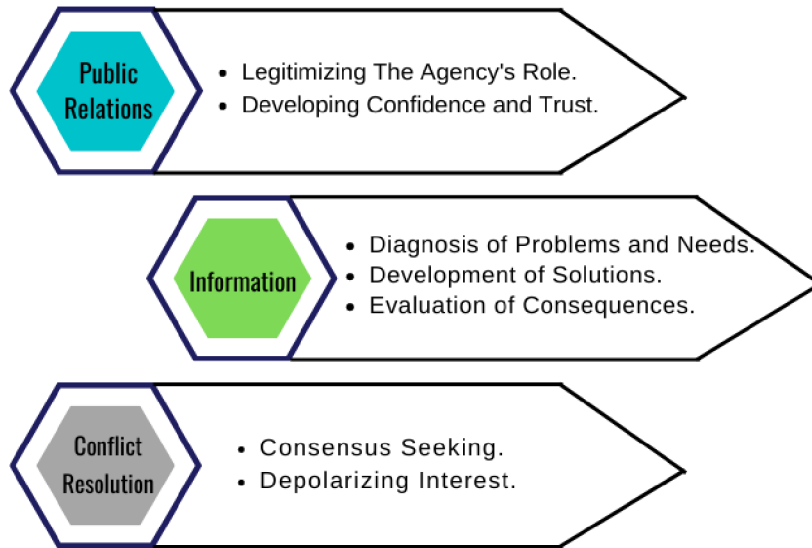 Public
Relations
• Legitimizing The Agency's Role.
• Developing Confidence and Trust.
Information
• Diagnosis of Problems and Needs.
• Development of Solutions.
• Evaluation of Consequences.
Conflict
Resolution
• Consensus Seeking.
• Depolarizing Interest.